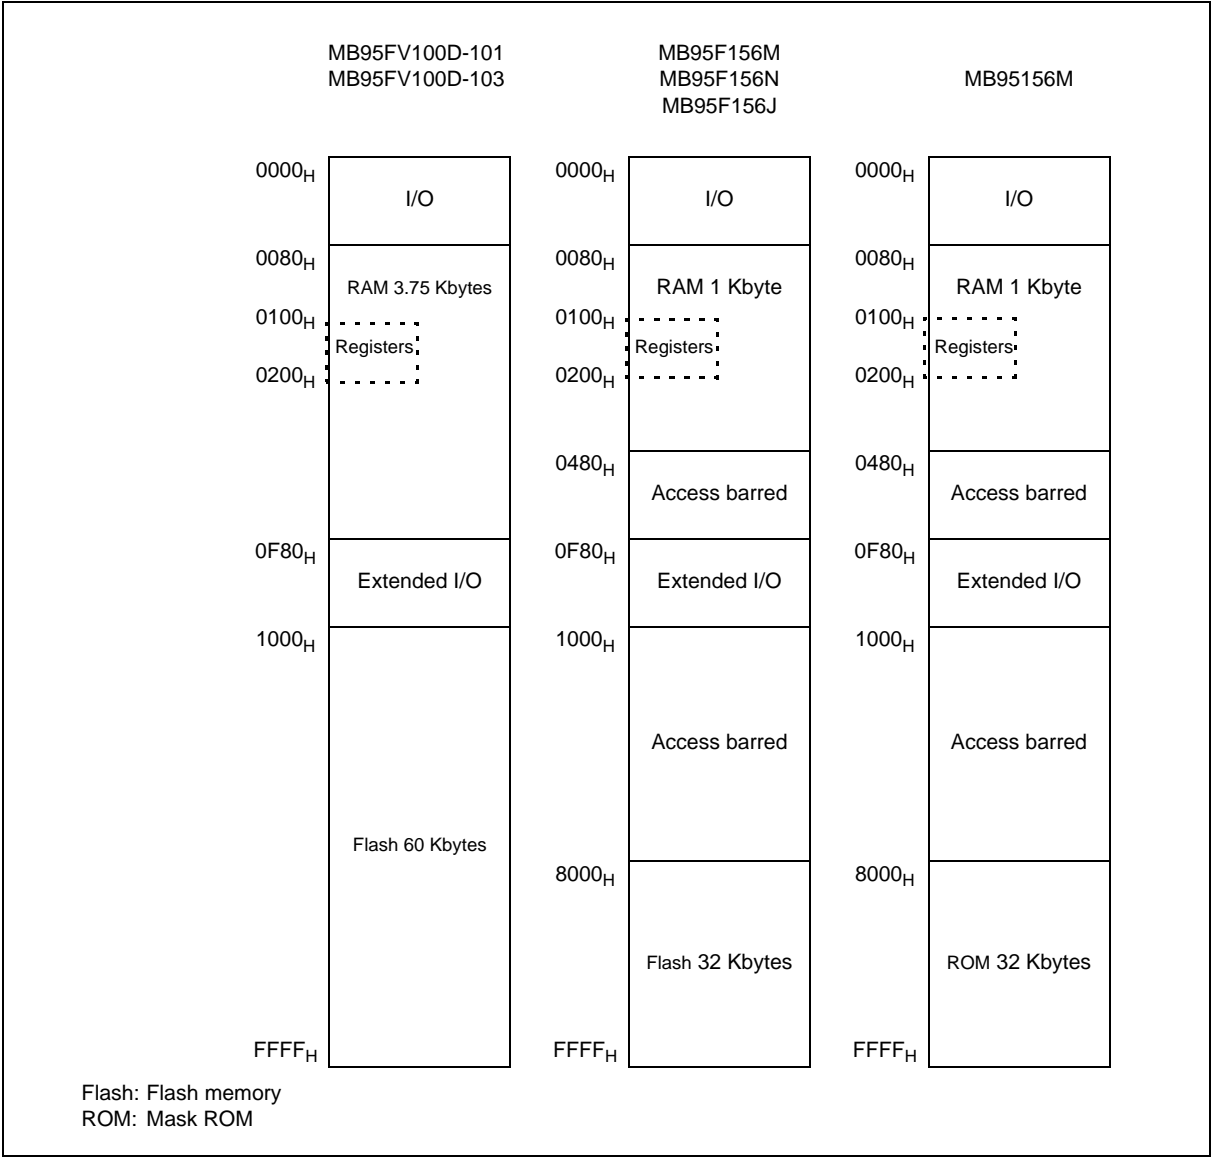 MB95FV100D-101
MB95FV100D-103
MB95F156M
MB95F156N
MB95F156J
MB95156M
0000H
I/O
0080H
RAM 3.75 Kbytes
0100H
Registers
0200H
0F80H
Extended I/O
1000H
Flash 60 Kbytes
FFFFH
0000H
I/O
0080H
RAM 1 Kbyte
0100H
Registers
0200H
0480H
Access barred
0F80H
Extended I/O
1000H
Access barred
8000H
Flash 32 Kbytes
FFFFH
0000H
I/O
0080H
RAM 1 Kbyte
0100H
Registers
0200H
0480H
Access barred
0F80H
Extended I/O
1000H
Access barred
8000H
ROM 32 Kbytes
FFFFH
Flash: Flash memory
ROM: Mask ROM